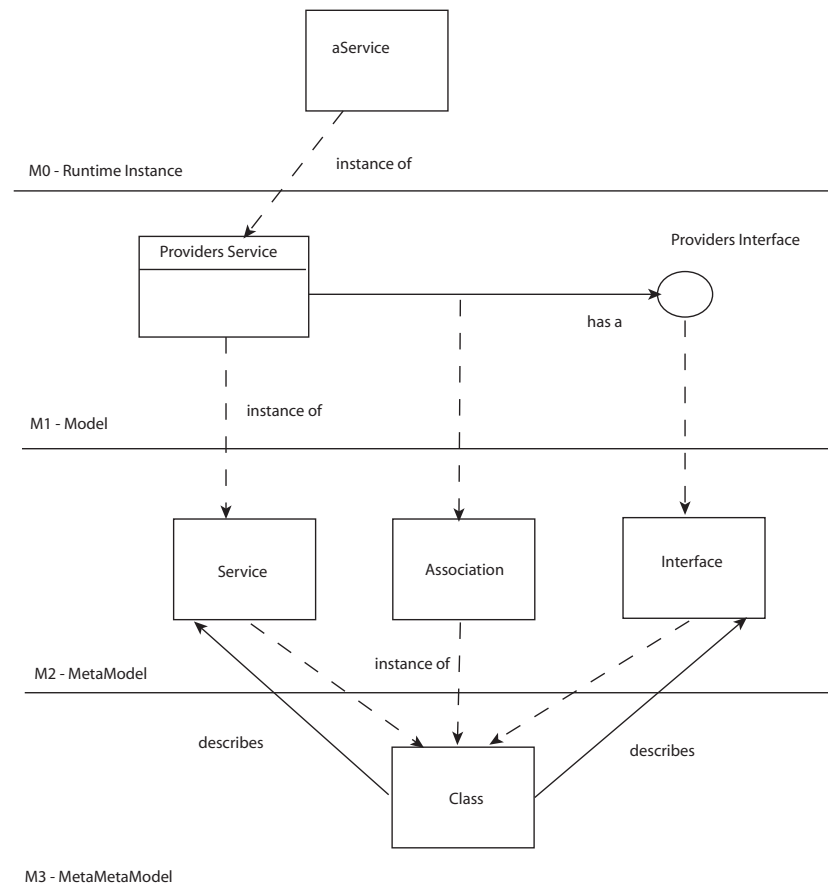 aService
instance of
M0 - Runtime Instance
Providers Service
Providers Interface
has a
instance of
M1 - Model
Service
Association
Interface
instance of
M2 - MetaModel
describes
describes
Class
M3 - MetaMetaModel